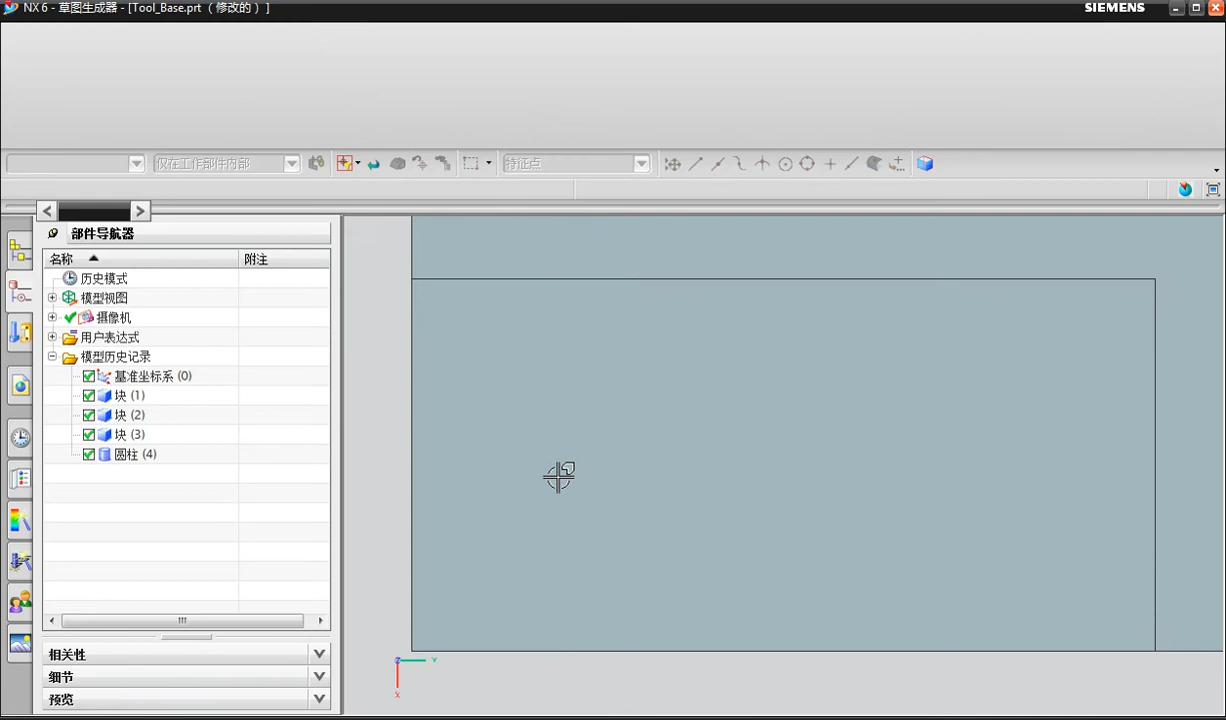 NX 6 - 草图生成器 - [Tool_Base.prt （修改的） ]
SIEMENS
仅在工作部件内部
特征点
部件导航器
名称 附注
历史模式
模型视图
摄像机
用户表达式
模型历史记录
基准坐标系 (0)
块 (1)
块 (2)
块 (3)
圆柱 (4)
相关性
细节
预览
Z Y
X